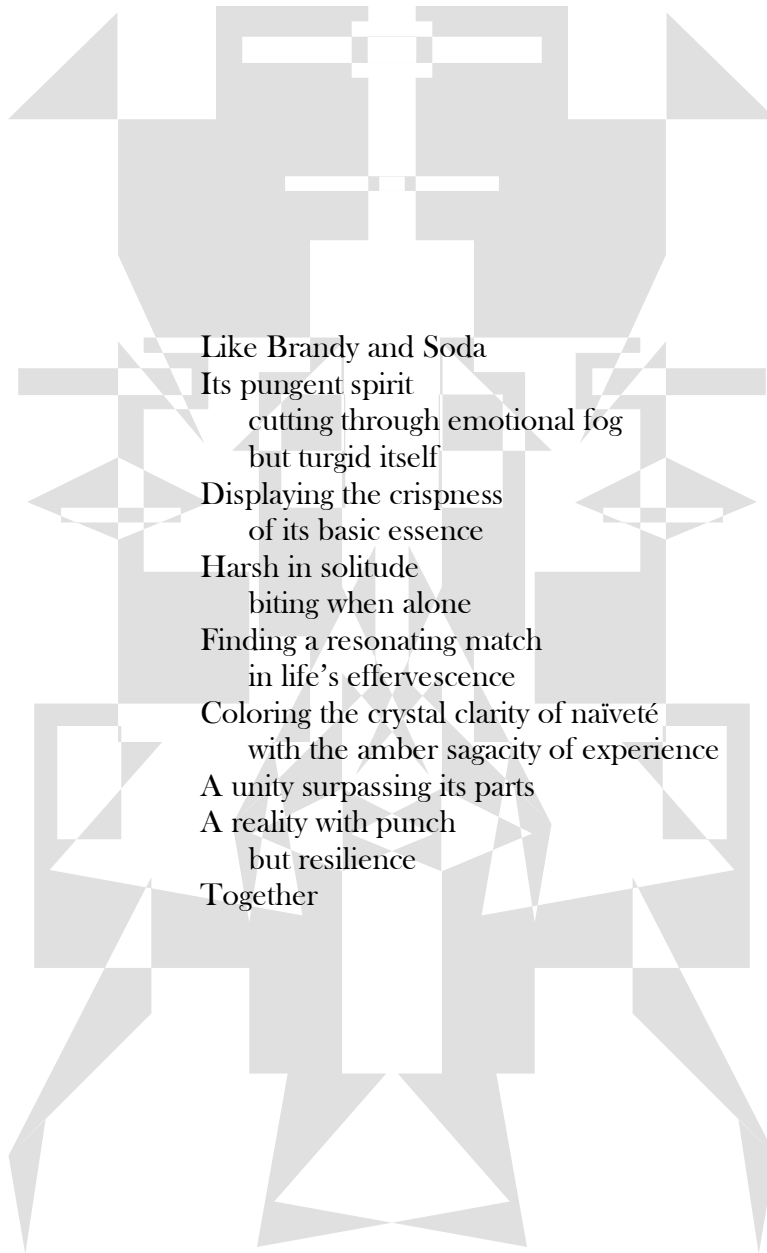 Like Brandy and Soda
Its pungent spirit
cutting through emotional fog
but turgid itself
Displaying the crispness
of its basic essence
Harsh in solitude
biting when alone
Finding a resonating match
in life’s effervescence
Coloring the crystal clarity of naïveté
with the amber sagacity of experience
A unity surpassing its parts
A reality with punch
but resilience
Together